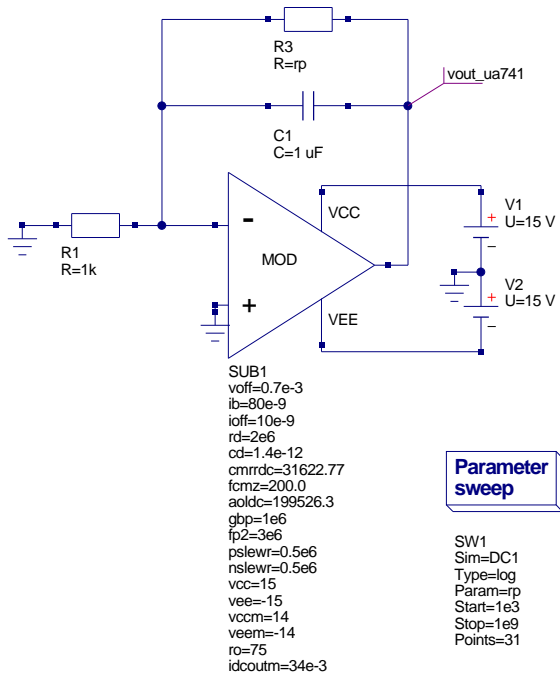 R3
R=rp
vout_ua741
C1
C=1 uF
R1
R=1k
-
+
MOD
VCC
VEE
+
V1
U=15 V
-
+
V2
U=15 V
-
SUB1
voff=0.7e-3
ib=80e-9
ioff=10e-9
rd=2e6
cd=1.4e-12
cmrrdc=31622.77
fcmz=200.0
aoldc=199526.3
gbp=1e6
fp2=3e6
pslewr=0.5e6
nslewr=0.5e6
vcc=15
vee=-15
vccm=14
veem=-14
ro=75
idcoutm=34e-3
Parameter
sweep
SW1
Sim=DC1
Type=log
Param=rp
Start=1e3
Stop=1e9
Points=31